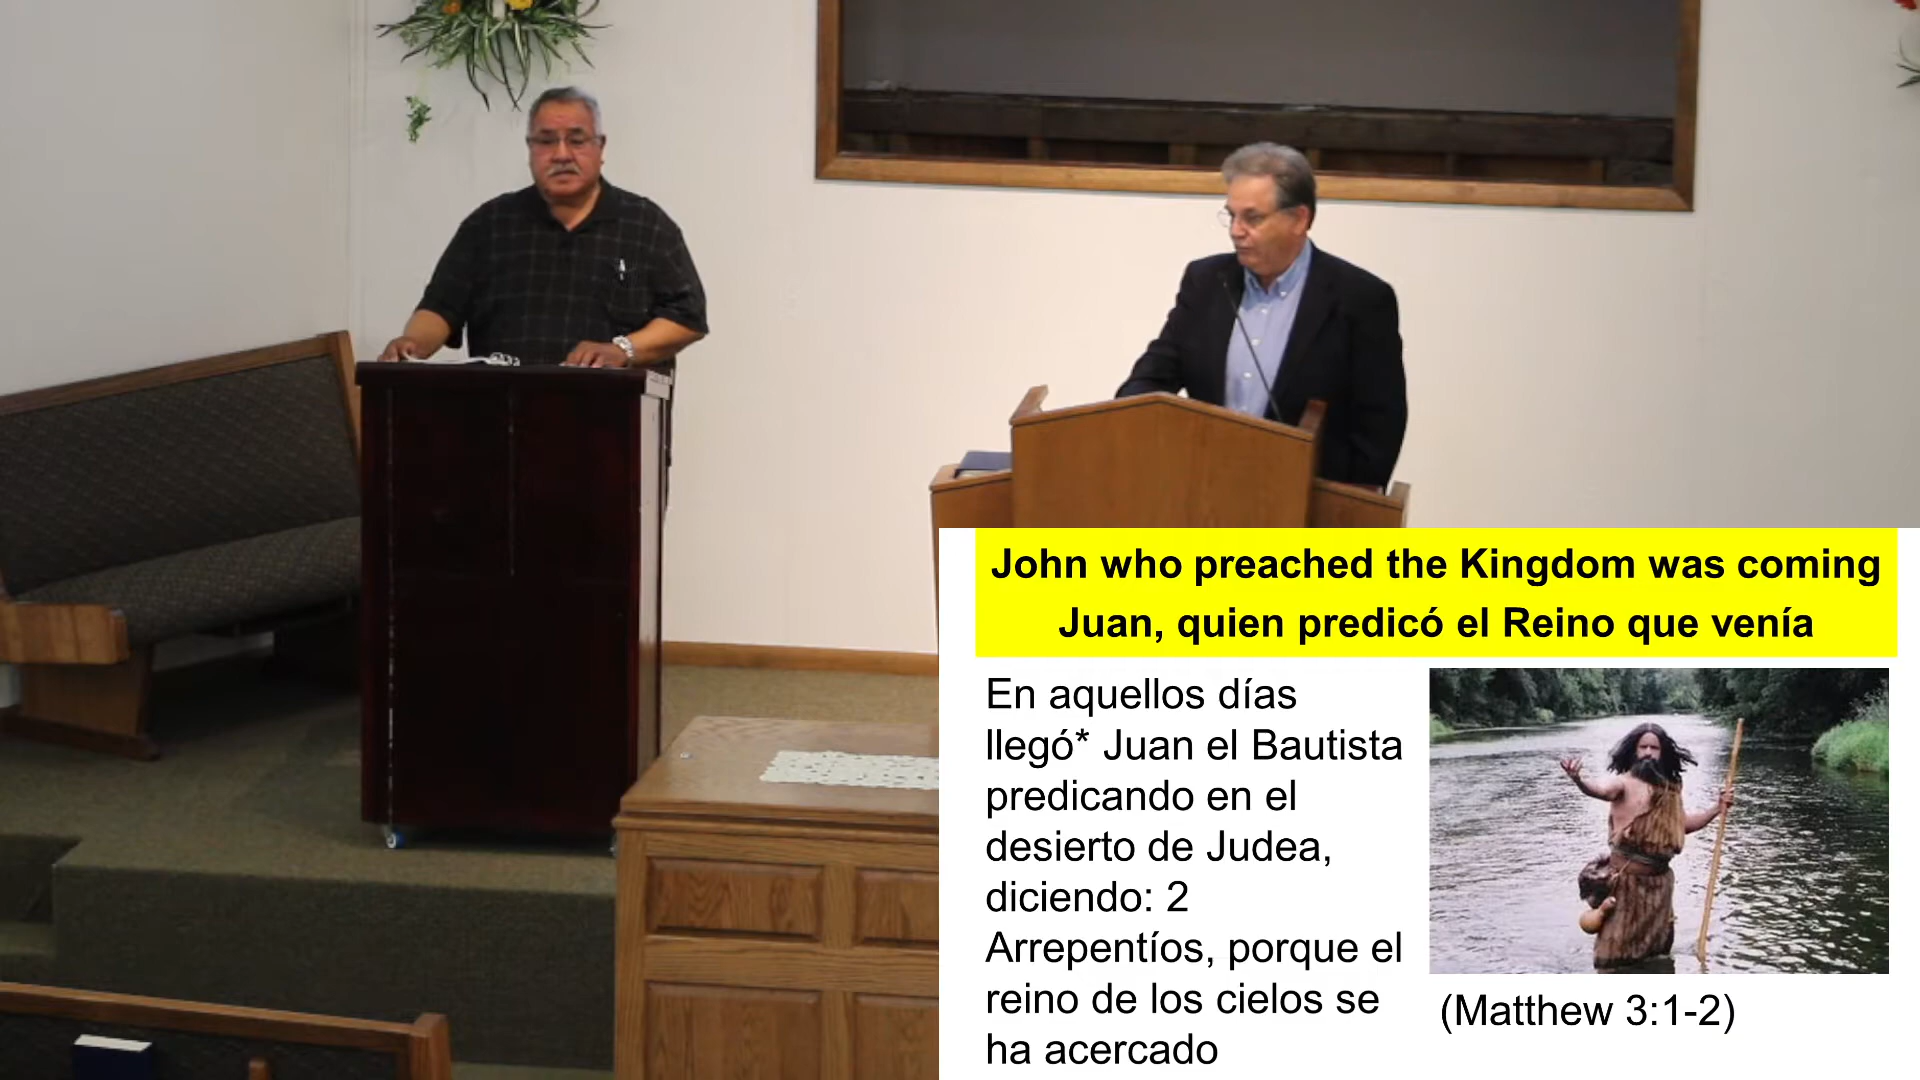 John who preached the Kingdom was coming
Juan, quien predicó el Reino que venía
En aquellos días
llegó* Juan el Bautista
predicando en el
desierto de Judea,
diciendo: 2
Arrepentíos, porque el
reino de los cielos se
ha acercado
(Matthew 3:1-2)